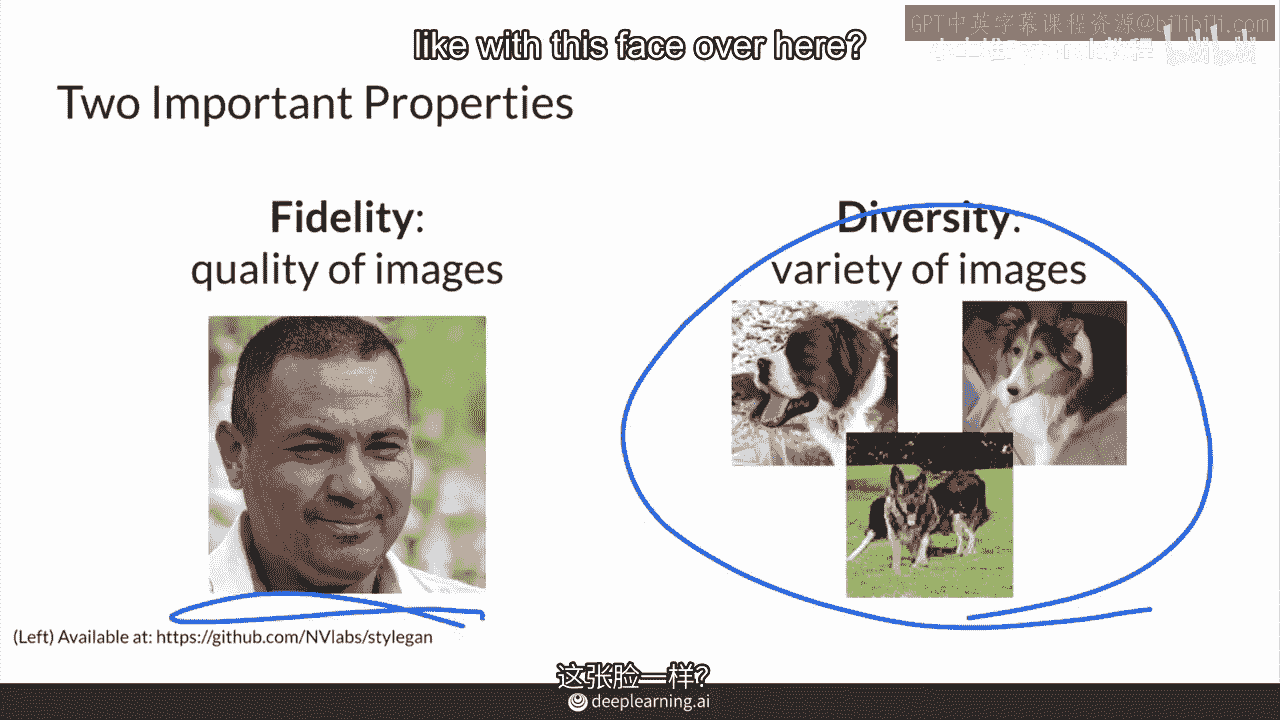 GPT中英字幕课程资源@bilibili.com
like with this face over here?
Two Important Properties
Fidelity:
quality of images
Diversity:
variety of images
(Left) Available at: https://github.com/NVlabs/stylegan
这张脸一样?
deeplearning.ai